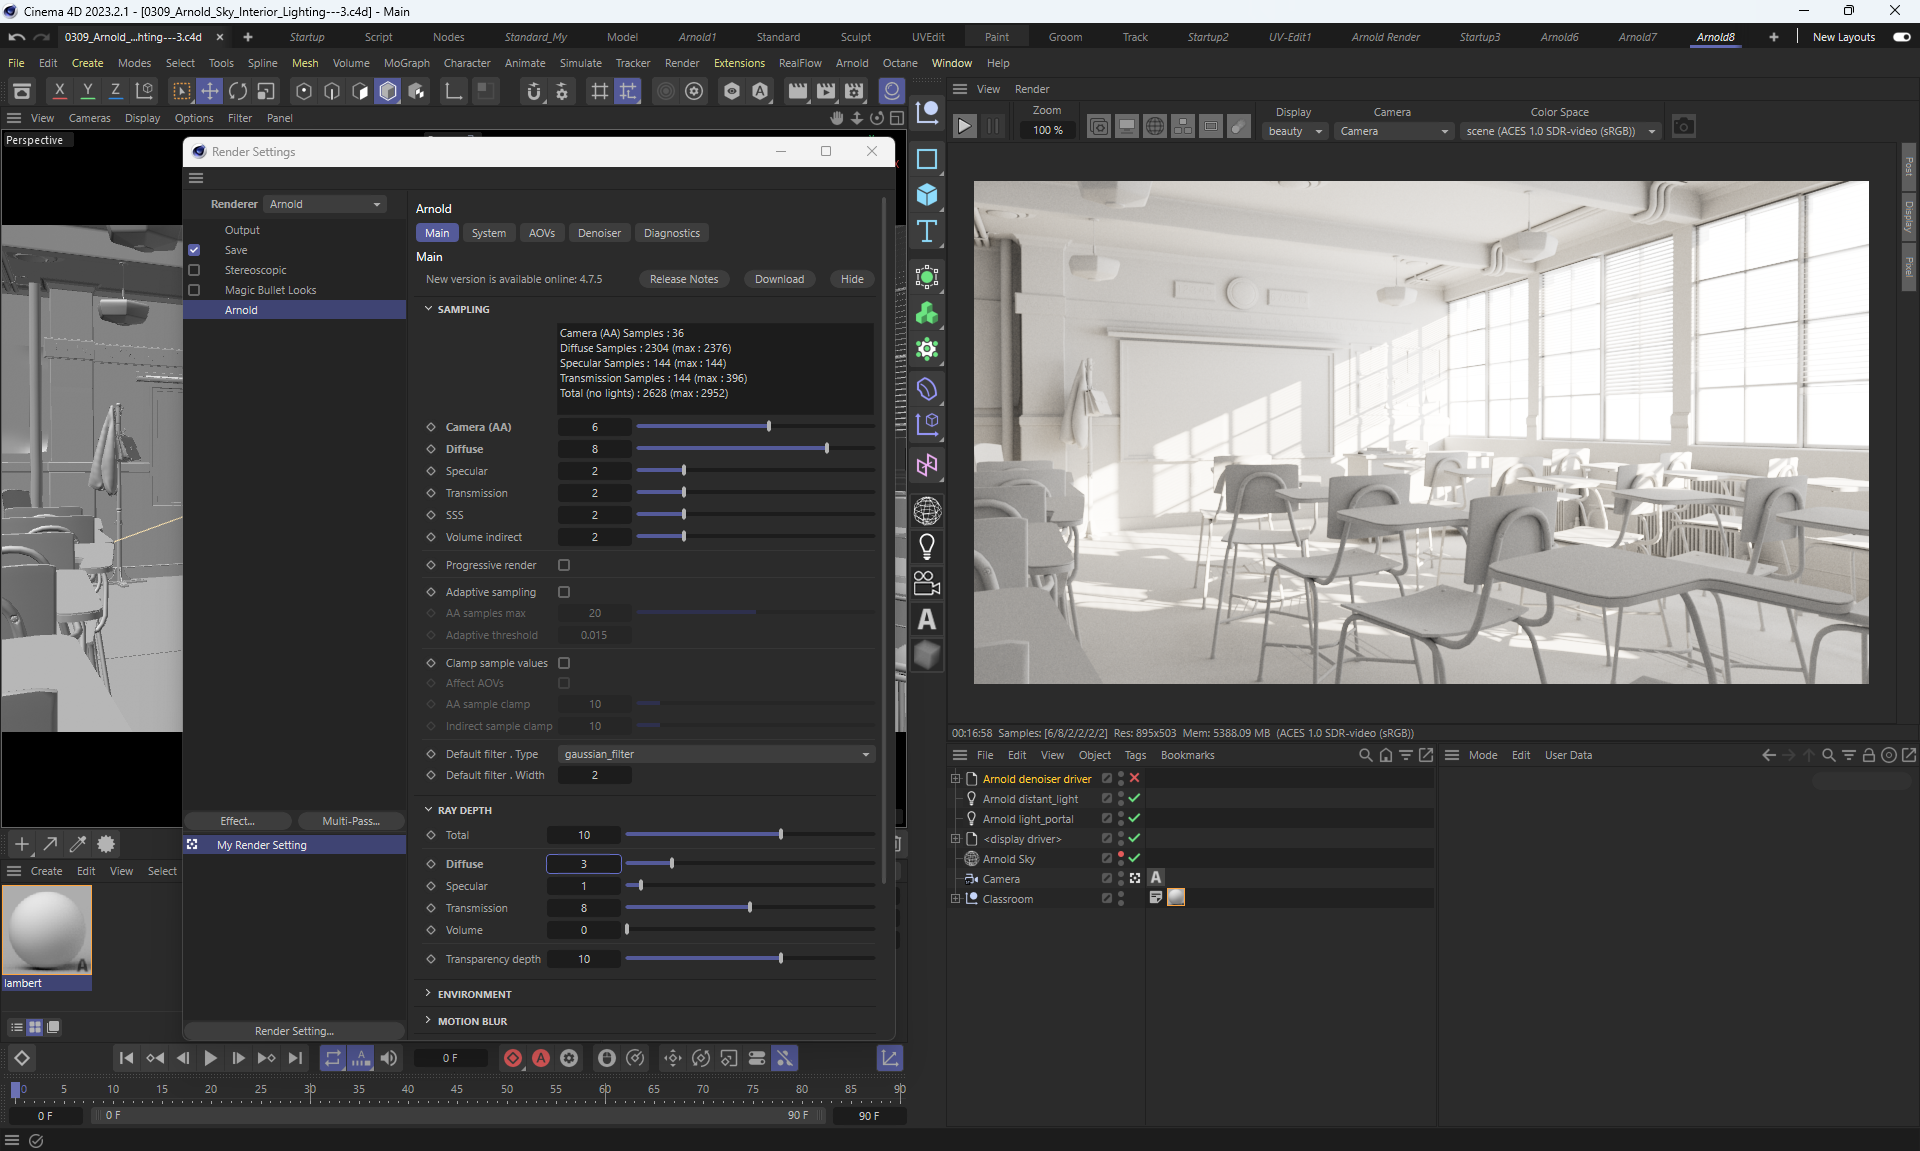 Cinema 4D 2023.2.1 - [0309_Arnold_Sky_Interior_Lighting---3.c4d] - Main
0309_Arnold_...hting---3.c4d
Startup Script Nodes Standard_My Model Arnold1 Standard Sculpt UVEdit Paint Groom Track Startup2 UV-Edit1 Arnold Render Startup3 Arnold6 Arnold7 Arnold8 New Layouts
File Edit Create Modes Select Tools Spline Mesh Volume MoGraph Character Animate Simulate Tracker Render Extensions RealFlow Arnold Octane Window Help
X Y Z
View Render
View Cameras Display Options Filter Panel
Zoom
100 %
Display
beauty
Camera
Camera
Color Space
scene (ACES 1.0 SDR-video (sRGB))
Perspective
Post
Display
Pixel
Render Settings
Renderer Arnold
Output
Save
Stereoscopic
Magic Bullet Looks
Arnold
Effect...
Multi-Pass...
My Render Setting
Render Setting...
Arnold
Main System AOVs Denoiser Diagnostics
Main
New version is available online: 4.7.5 Release Notes Download Hide
SAMPLING
Camera (AA) Samples : 36
Diffuse Samples : 2304 (max : 2376)
Specular Samples : 144 (max : 144)
Transmission Samples : 144 (max : 396)
Total (no lights) : 2628 (max : 2952)
Camera (AA) 6
Diffuse 8
Specular 2
Transmission 2
SSS 2
Volume indirect 2
Progressive render
Adaptive sampling
AA samples max 20
Adaptive threshold 0.015
Clamp sample values
Affect AOVs
AA sample clamp 10
Indirect sample clamp 10
Default filter . Type gaussian_filter
Default filter . Width 2
RAY DEPTH
Total 10
Diffuse 3
Specular 1
Transmission 8
Volume 0
Transparency depth 10
ENVIRONMENT
MOTION BLUR
00:16:58 Samples: [6/8/2/2/2/2] Res: 895x503 Mem: 5388.09 MB (ACES 1.0 SDR-video (sRGB))
File Edit View Object Tags Bookmarks
Mode Edit User Data
Arnold denoiser driver
Arnold distant_light
Arnold light_portal
<display driver>
Arnold Sky
Camera
Classroom
Create Edit View Select
lambert
0 F
0 5 10 15 20 25 30 35 40 45 50 55 60 65 70 75 80 85 90
0 F 0 F 90 F 90 F